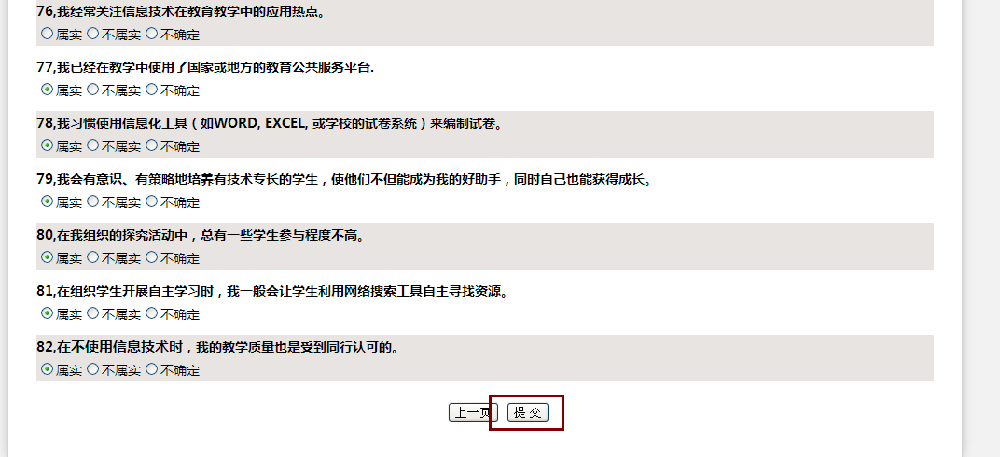 76,我经常关注信息技术在教育教学中的应用热点。
属实 不属实 不确定
77,我已经在教学中使用了国家或地方的教育公共服务平台.
属实 不属实 不确定
78,我习惯使用信息化工具（如WORD, EXCEL, 或学校的试卷系统）来编制试卷。
属实 不属实 不确定
79,我会有意识、有策略地培养有技术专长的学生，使他们不但能成为我的好助手，同时自己也能获得成长。
属实 不属实 不确定
80,在我组织的探究活动中，总有一些学生参与程度不高。
属实 不属实 不确定
81,在组织学生开展自主学习时，我一般会让学生利用网络搜索工具自主寻找资源。
属实 不属实 不确定
82,在不使用信息技术时，我的教学质量也是受到同行认可的。
属实 不属实 不确定
上一页 提 交